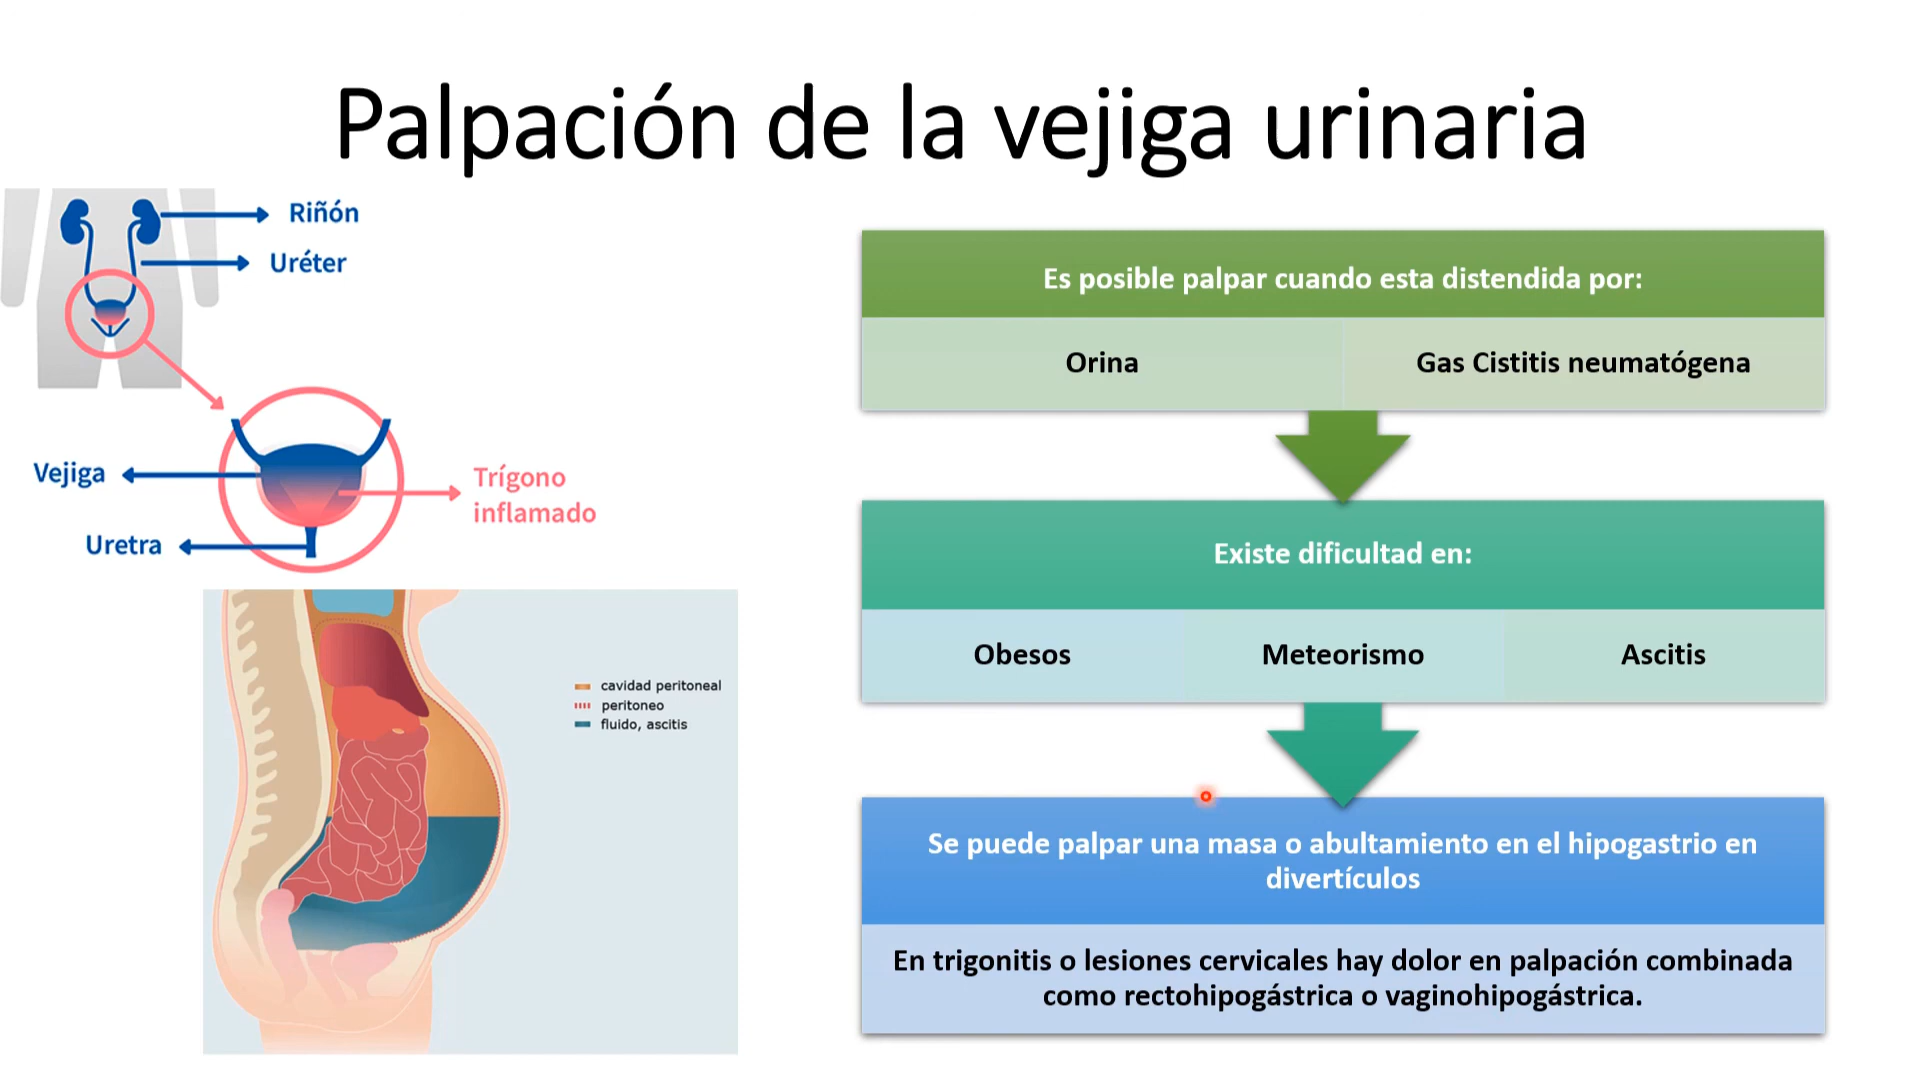 Palpación de la vejiga urinaria
Riñón
Uréter
Vejiga
Trígono
inflamado
Uretra
cavidad peritoneal
peritoneo
fluido, ascitis
Es posible palpar cuando esta distendida por:
Orina
Gas Cistitis neumatógena
Existe dificultad en:
Obesos
Meteorismo
Ascitis
Se puede palpar una masa o abultamiento en el hipogastrio en
divertículos
En trigonitis o lesiones cervicales hay dolor en palpación combinada
como rectohipogástrica o vaginohipogástrica.